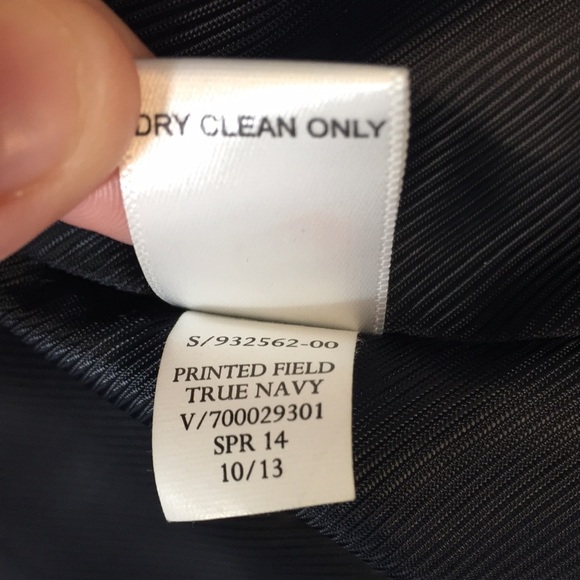 DRY CLEAN ONLY
S/932562-00
PRINTED FIELD
TRUE NAVY
V/700029301
SPR 14
10/13